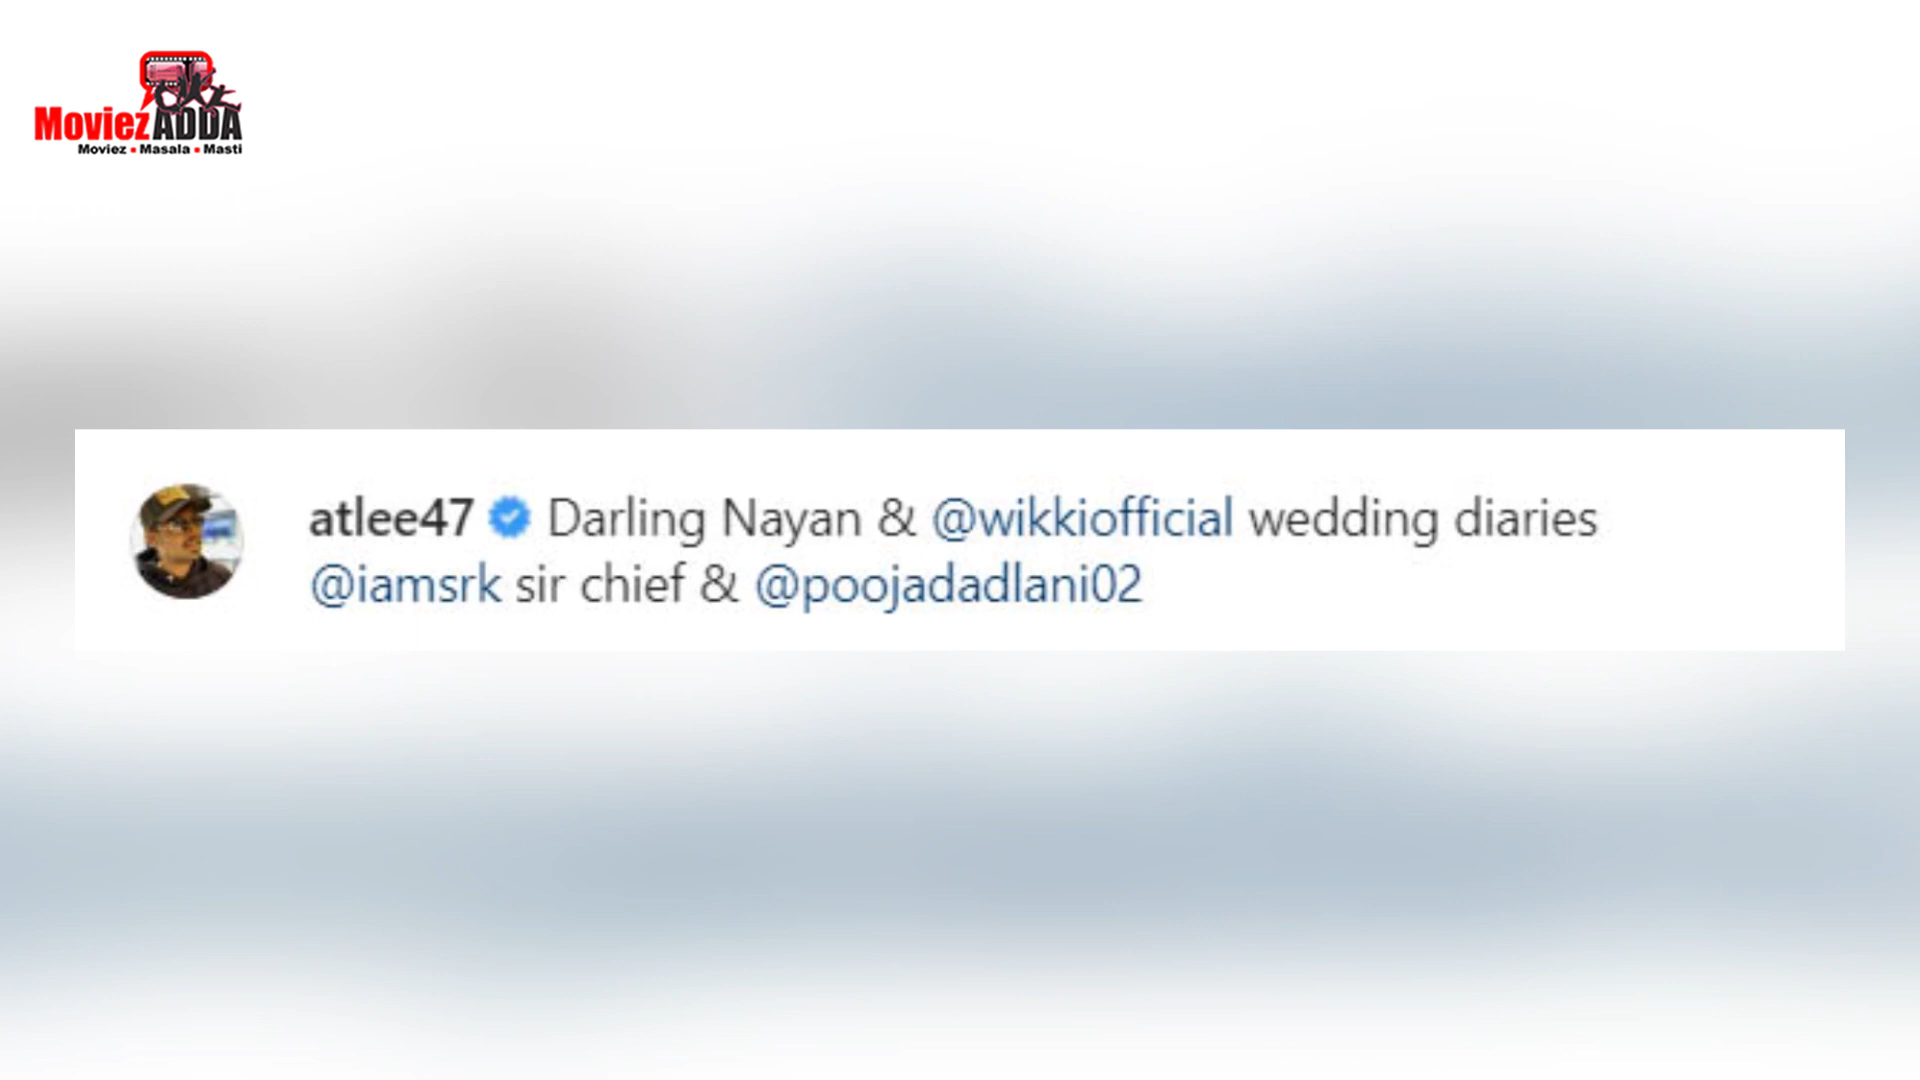 MoviezADDA
Moviez ▪ Masala ▪ Masti
atlee47 Darling Nayan & @wikkiofficial wedding diaries
@iamsrk sir chief & @poojadadlani02